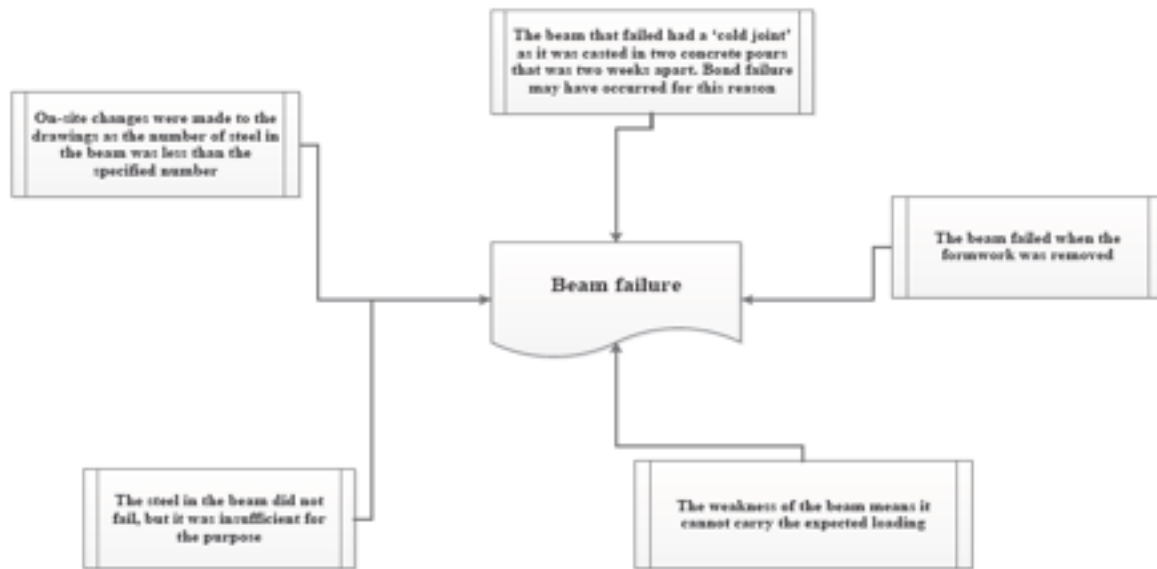 The beam that failed had a ‘cold joint’
as it was casted in two concrete pours
that was two weeks apart. Bond failure
may have occurred for this reason
On-site changes were made to the
drawings as the number of steel in
the beam was less than the
specified number
The beam failed when the
formwork was removed
Beam failure
The steel in the beam did not
fail, but it was insufficient for
the purpose
The weakness of the beam means it
cannot carry the expected loading